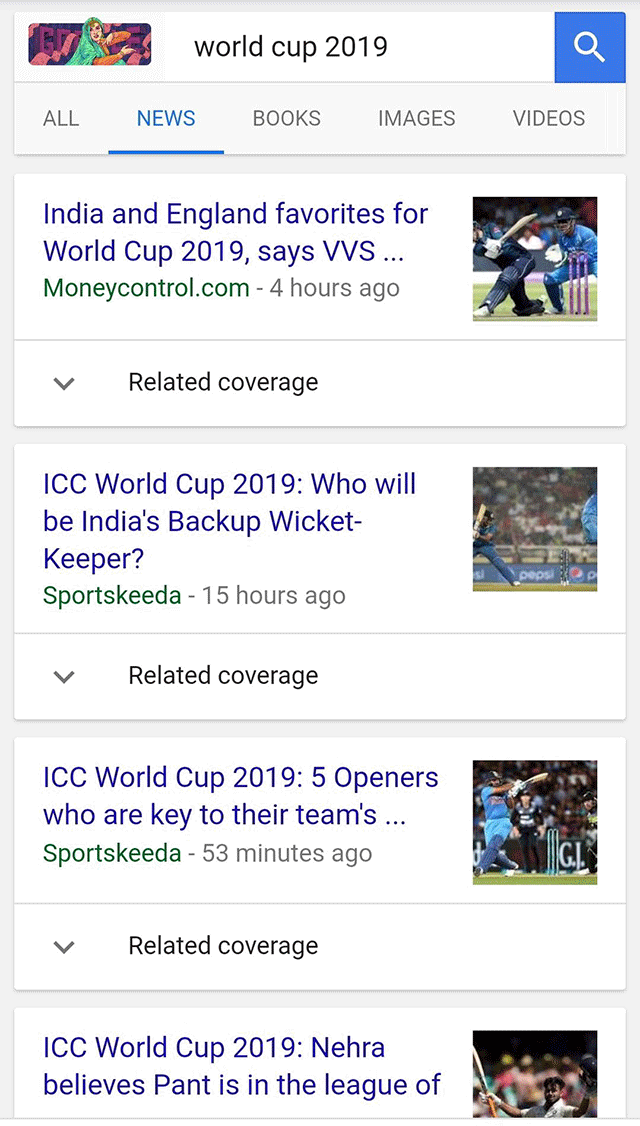 world cup 2019
ALL NEWS BOOKS IMAGES VIDEOS
India and England favorites for
World Cup 2019, says VVS ...
Moneycontrol.com - 4 hours ago
Related coverage
ICC World Cup 2019: Who will
be India's Backup Wicket-
Keeper?
Sportskeeda - 15 hours ago
pepsi
Related coverage
ICC World Cup 2019: 5 Openers
who are key to their team's ...
Sportskeeda - 53 minutes ago
Related coverage
ICC World Cup 2019: Nehra
believes Pant is in the league of